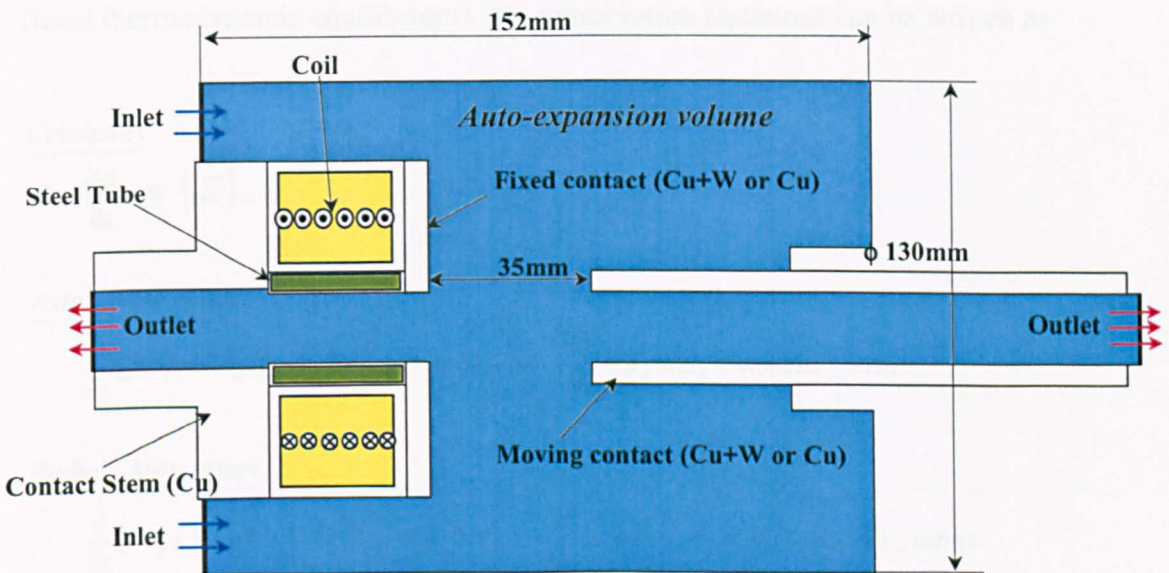 152mm
Coil
Inlet
Auto-expansion volume
Steel Tube
Fixed contact (Cu+W or Cu)
ϕ 130mm
35mm
Outlet
Outlet
Moving contact (Cu+W or Cu)
Contact Stem (Cu)
Inlet